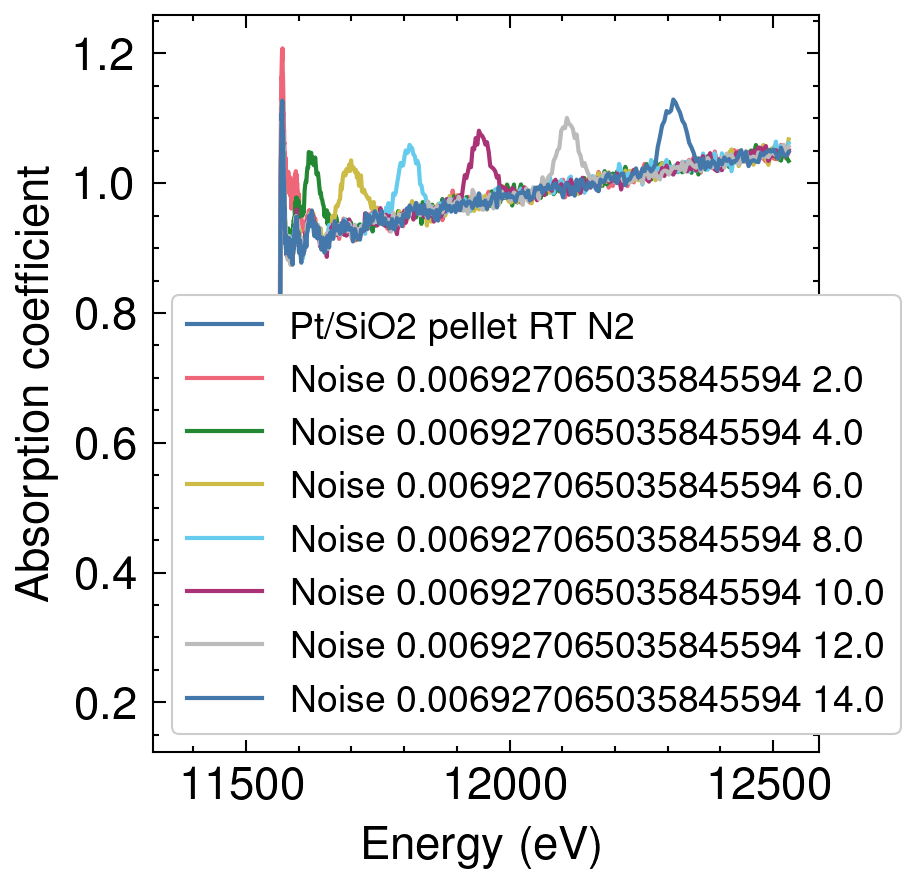 Absorption coefficient
1.2
1.0
0.8
0.6
0.4
0.2
Pt/SiO2 pellet RT N2
Noise 0.006927065035845594 2.0
Noise 0.006927065035845594 4.0
Noise 0.006927065035845594 6.0
Noise 0.006927065035845594 8.0
Noise 0.006927065035845594 10.0
Noise 0.006927065035845594 12.0
Noise 0.006927065035845594 14.0
11500 12000 12500
Energy (eV)